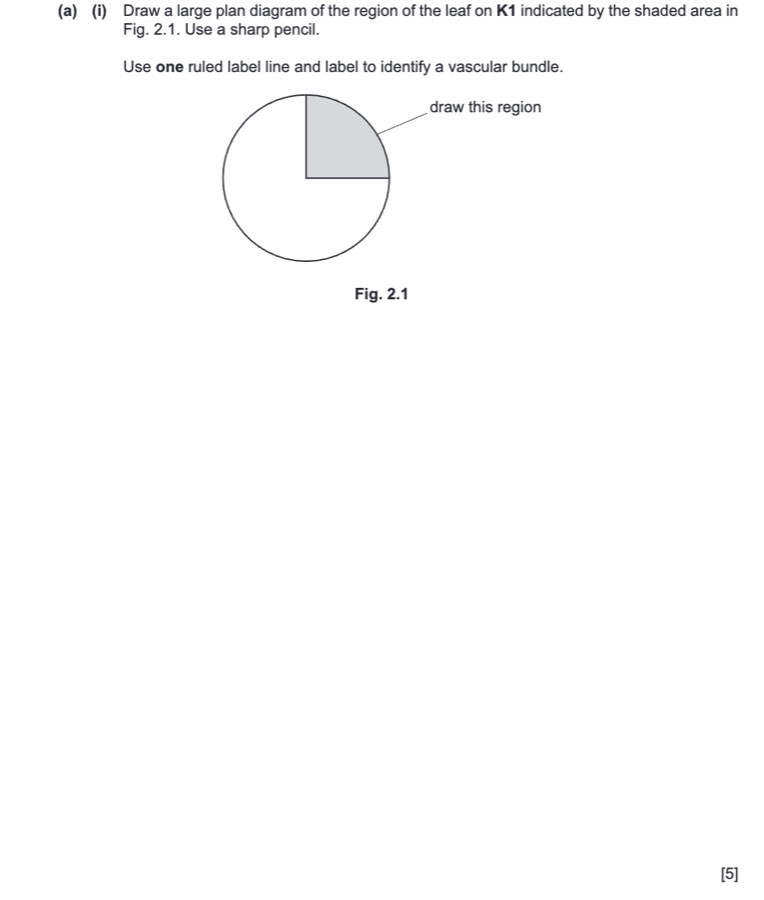 (a) (i) Draw a large plan diagram of the region of the leaf on K1 indicated by the shaded area in
Fig. 2.1. Use a sharp pencil.
Use one ruled label line and label to identify a vascular bundle.
draw this region
Fig. 2.1
[5]